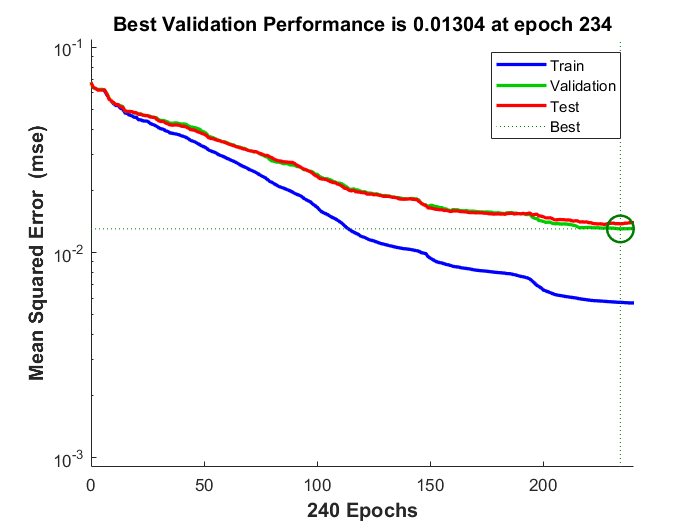 Best Validation Performance is 0.01304 at epoch 234
Mean Squared Error  (mse)
10^-1
10^-2
10^-3
Train
Validation
Test
Best
0
50
100
150
200
240 Epochs